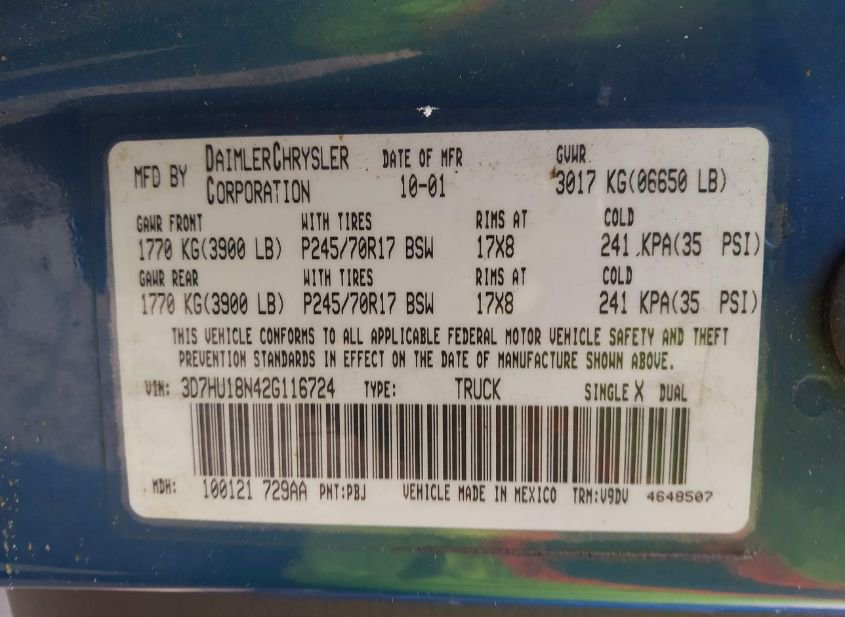 MFD BY DAIMLERCHRYSLER CORPORATION DATE OF MFR 10-01 GVWR 3017 KG(06650 LB)
GAWR FRONT WITH TIRES RIMS AT COLD
1770 KG(3900 LB) P245/70R17 BSW 17X8 241 KPA(35 PSI)
GAWR REAR WITH TIRES RIMS AT COLD
1770 KG(3900 LB) P245/70R17 BSW 17X8 241 KPA(35 PSI)
THIS VEHICLE CONFORMS TO ALL APPLICABLE FEDERAL MOTOR VEHICLE SAFETY AND THEFT
PREVENTION STANDARDS IN EFFECT ON THE DATE OF MANUFACTURE SHOWN ABOVE.
VIN: 3D7HU18N42G116724 TYPE: TRUCK SINGLE X DUAL
MDH: 100121 729AA PNT:PBJ VEHICLE MADE IN MEXICO TRM:V9DV 4648507